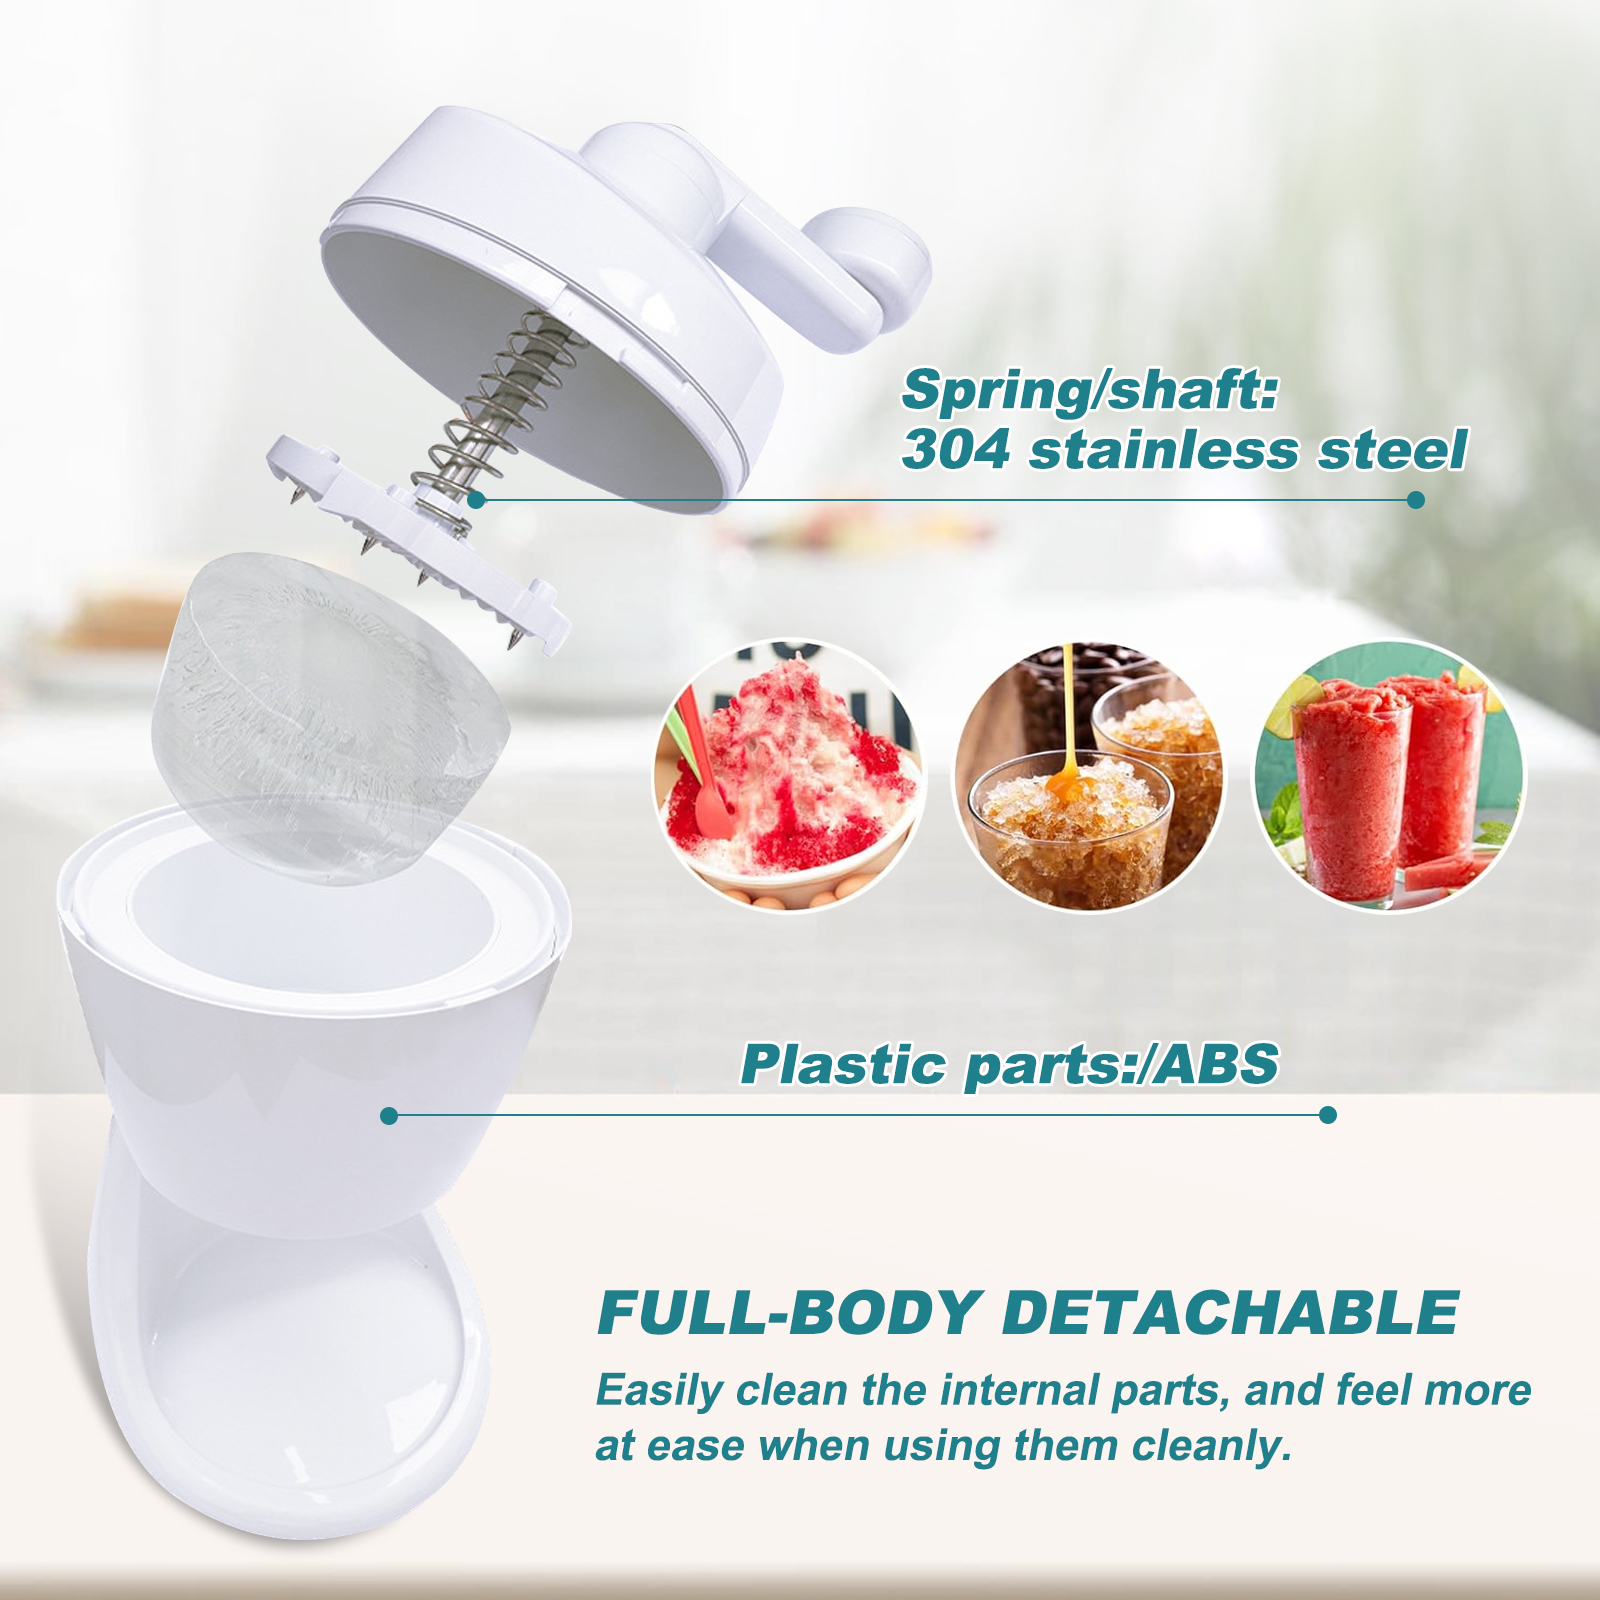 Spring/shaft:
304 stainless steel
Plastic parts:/ABS
FULL-BODY DETACHABLE
Easily clean the internal parts, and feel more
at ease when using them cleanly.